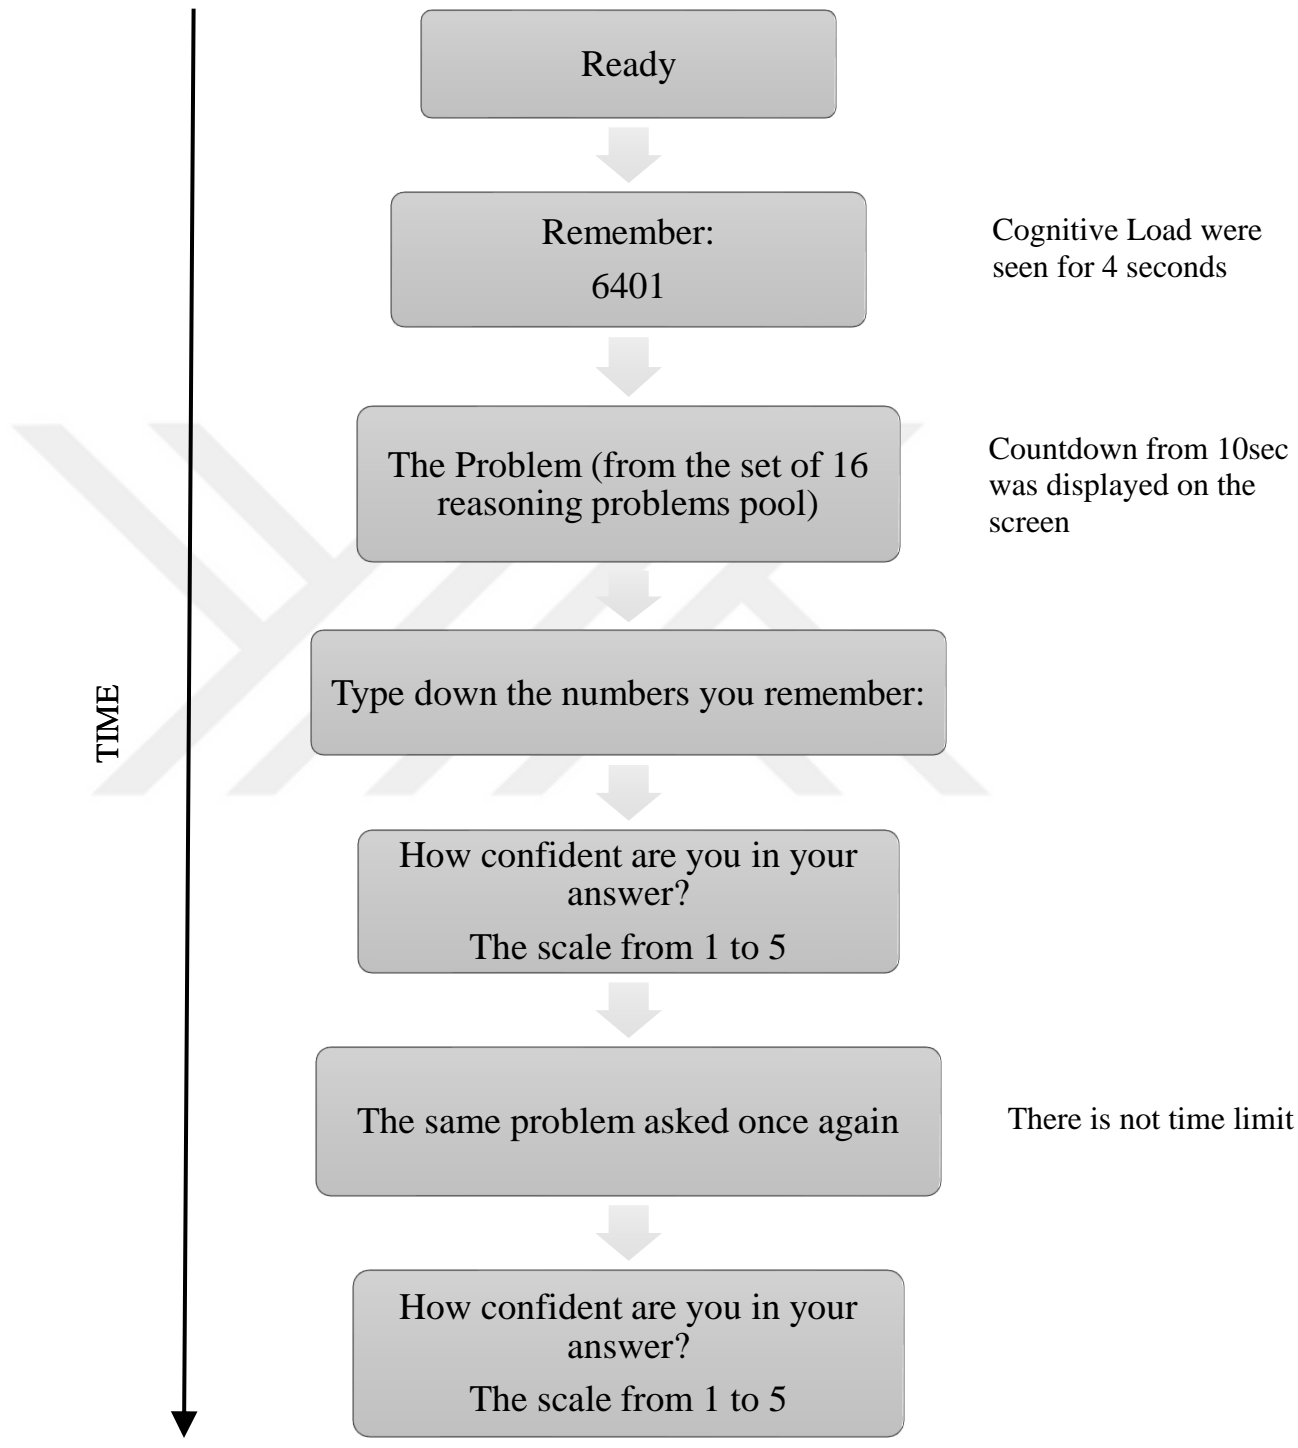 Ready
Remember:
6401
Cognitive Load were
seen for 4 seconds
The Problem (from the set of 16
reasoning problems pool)
Countdown from 10sec
was displayed on the
screen
TIME
Type down the numbers you remember:
How confident are you in your
answer?
The scale from 1 to 5
The same problem asked once again
There is not time limit
How confident are you in your
answer?
The scale from 1 to 5